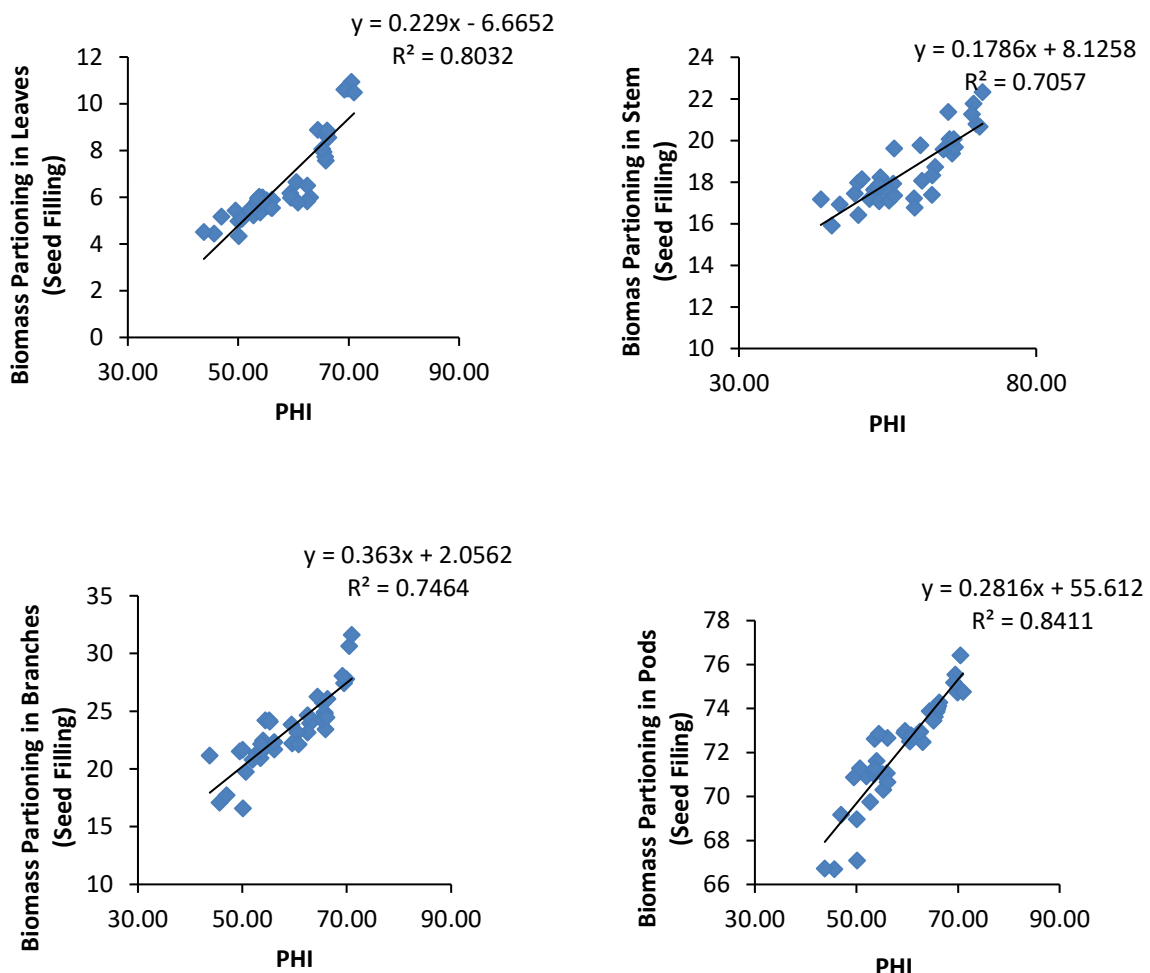 y = 0.229x - 6.6652
R² = 0.8032
Biomass Partioning in Leaves
(Seed Filling)
12
10
8
6
4
2
0
30.00 50.00 70.00 90.00
PHI
y = 0.1786x + 8.1258
R² = 0.7057
Biomas Partioning in Stem
(Seed Filling)
24
22
20
18
16
14
12
10
30.00 80.00
PHI
y = 0.363x + 2.0562
R² = 0.7464
Biomass Partioning in Branches
(Seed Filling)
35
30
25
20
15
10
30.00 50.00 70.00 90.00
PHI
y = 0.2816x + 55.612
R² = 0.8411
Biomass Partioning in Pods
(Seed Filing)
78
76
74
72
70
68
66
30.00 50.00 70.00 90.00
PHI